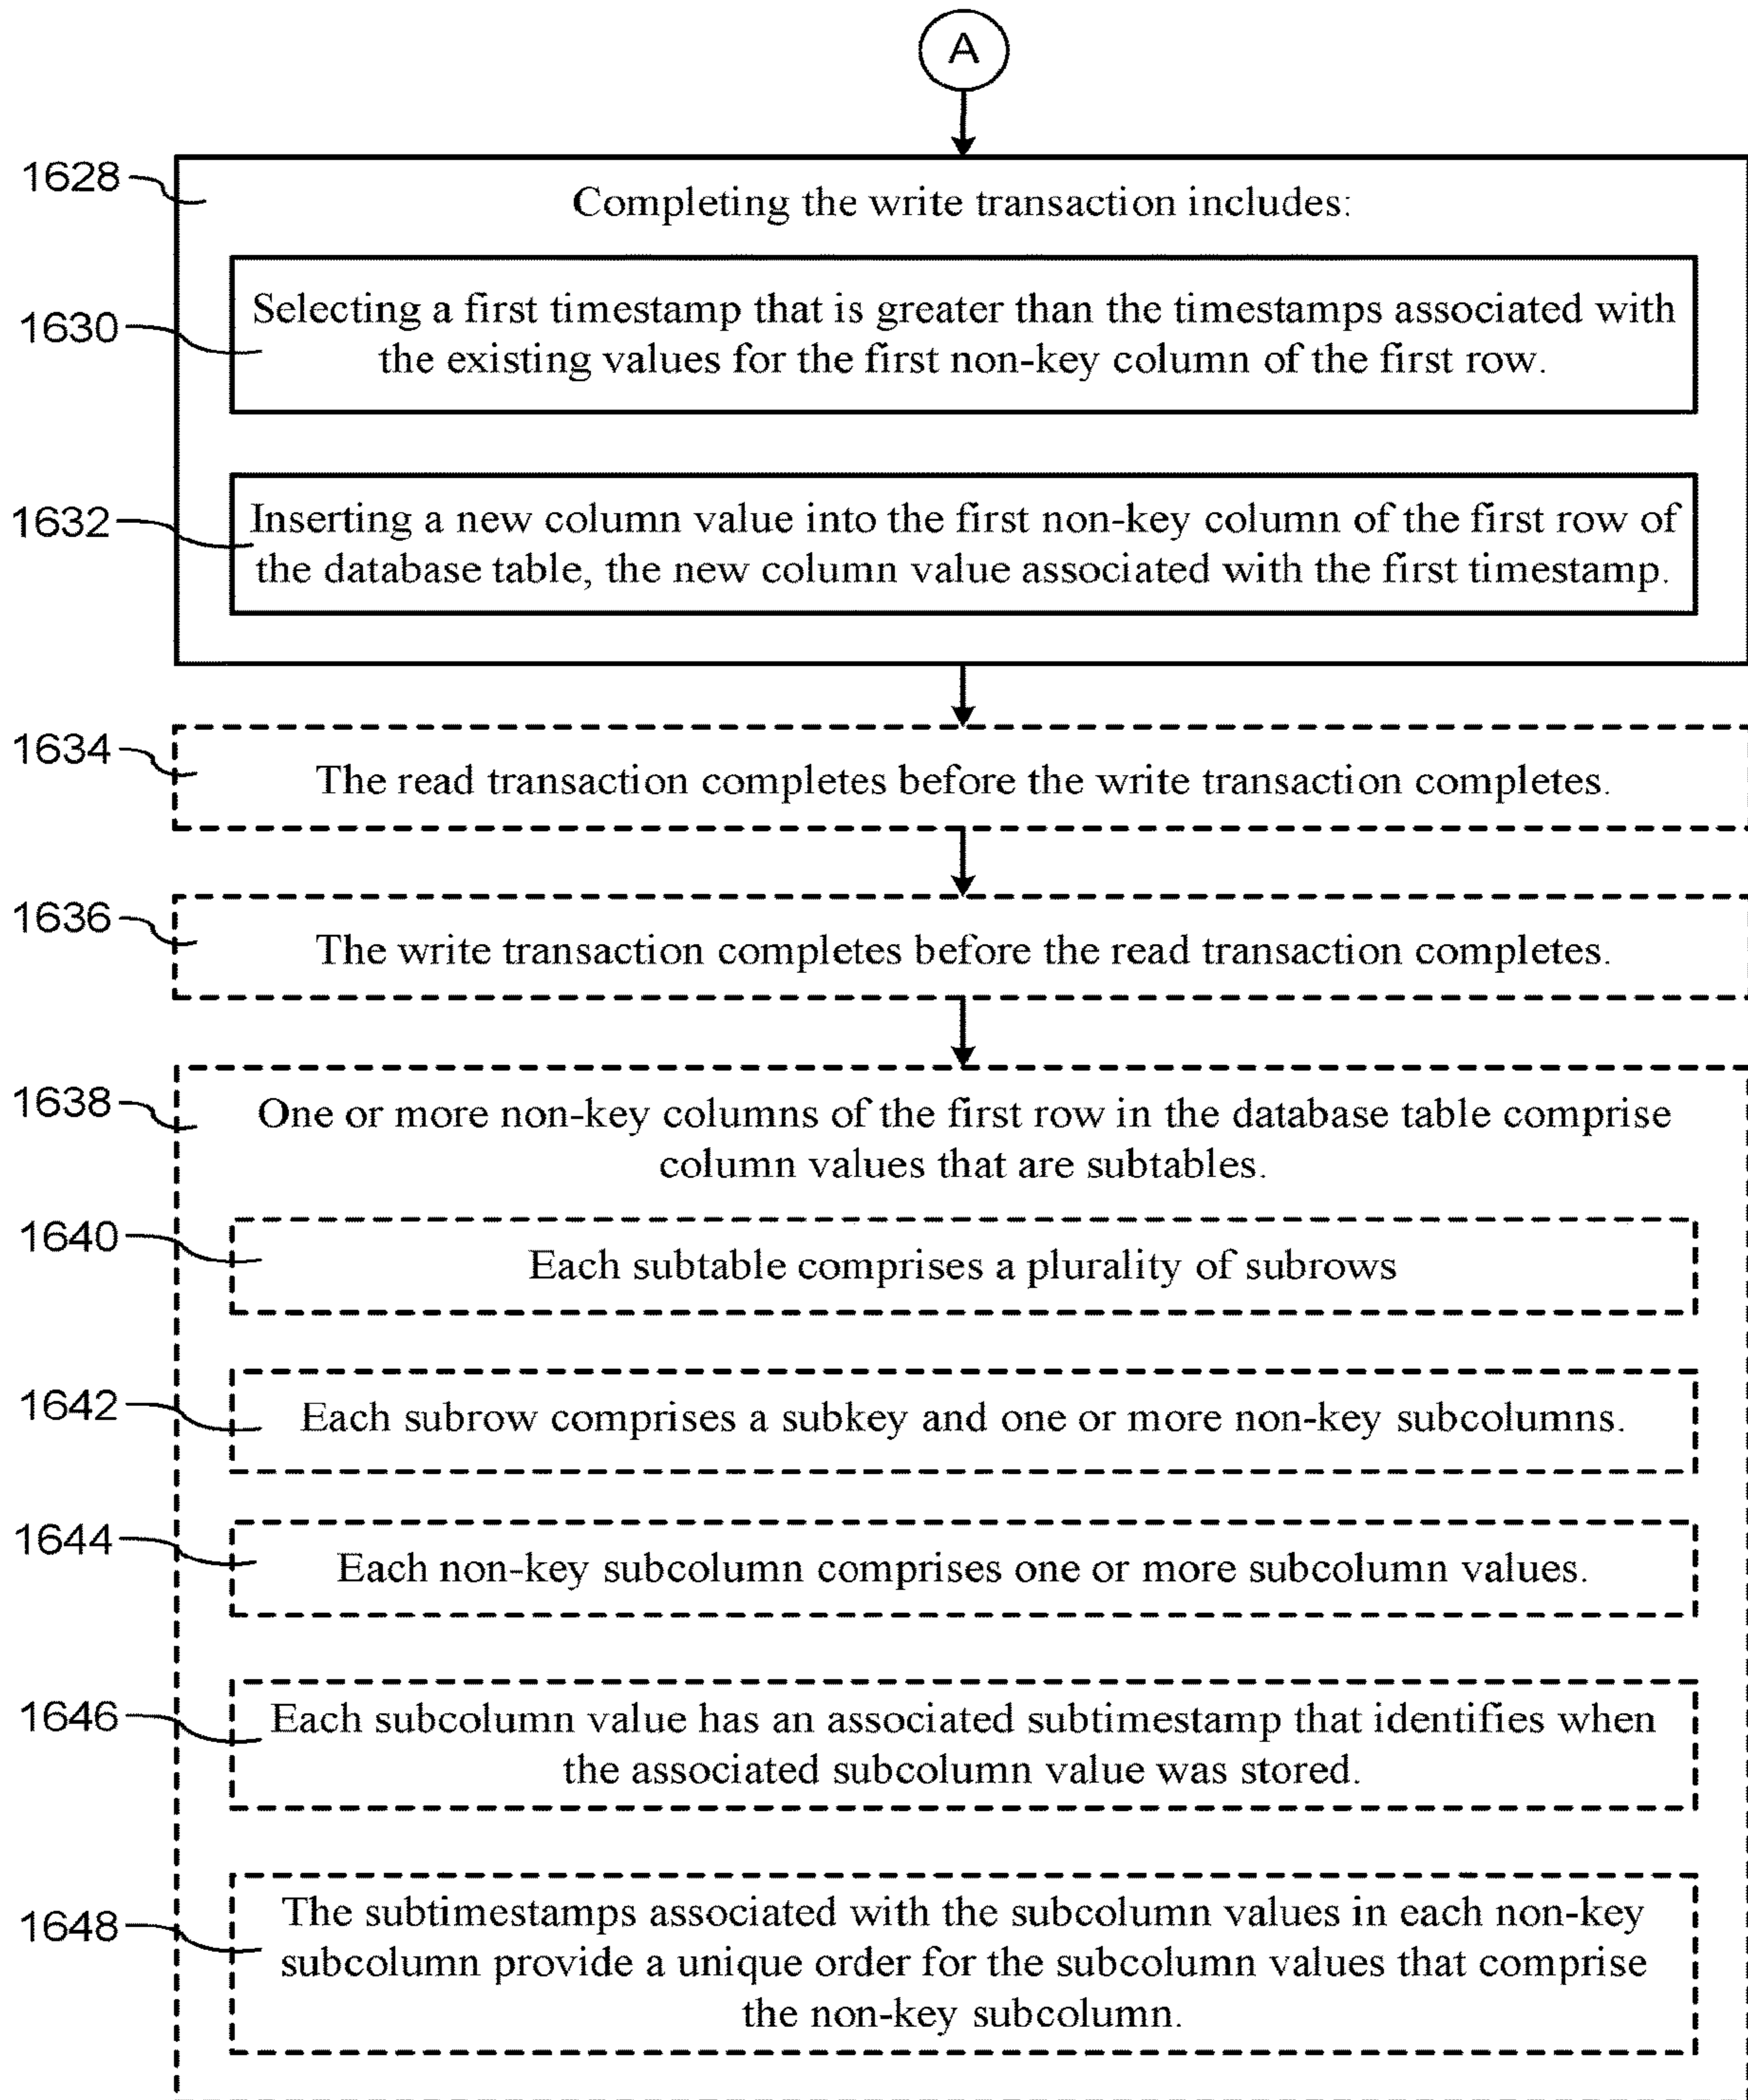 A
1628
Completing the write transaction includes:
1630
Selecting a first timestamp that is greater than the timestamps associated with
the existing values for the first non-key column of the first row.
1632
Inserting a new column value into the first non-key column of the first row of
the database table, the new column value associated with the first timestamp.
1634
The read transaction completes before the write transaction completes.
1636
The write transaction completes before the read transaction completes.
1638
One or more non-key columns of the first row in the database table comprise
column values that are subtables.
1640
Each subtable comprises a plurality of subrows
1642
Each subrow comprises a subkey and one or more non-key subcolumns.
1644
Each non-key subcolumn comprises one or more subcolumn values.
1646
Each subcolumn value has an associated subtimestamp that identifies when
the associated subcolumn value was stored.
1648
The subtimestamps associated with the subcolumn values in each non-key
subcolumn provide a unique order for the subcolumn values that comprise
the non-key subcolumn.